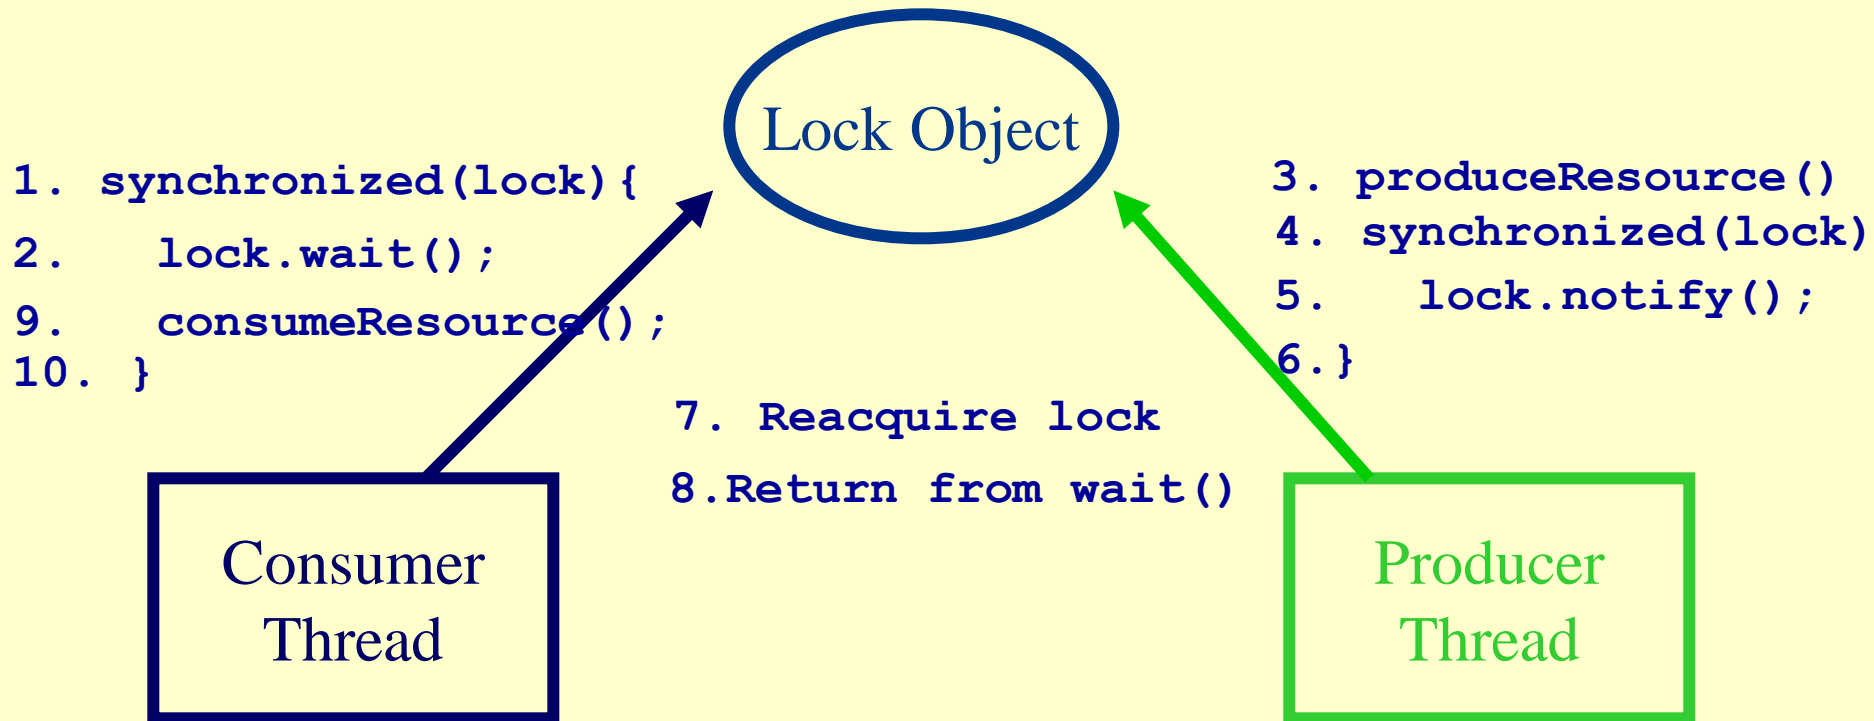 Lock Object
1. synchronized(lock){
2.   lock.wait();
9.   consumeResource();
10. }
3. produceResource()
4. synchronized(lock)
5.   lock.notify();
6.}
7. Reacquire lock
8.Return from wait()
Consumer
Thread
Producer
Thread